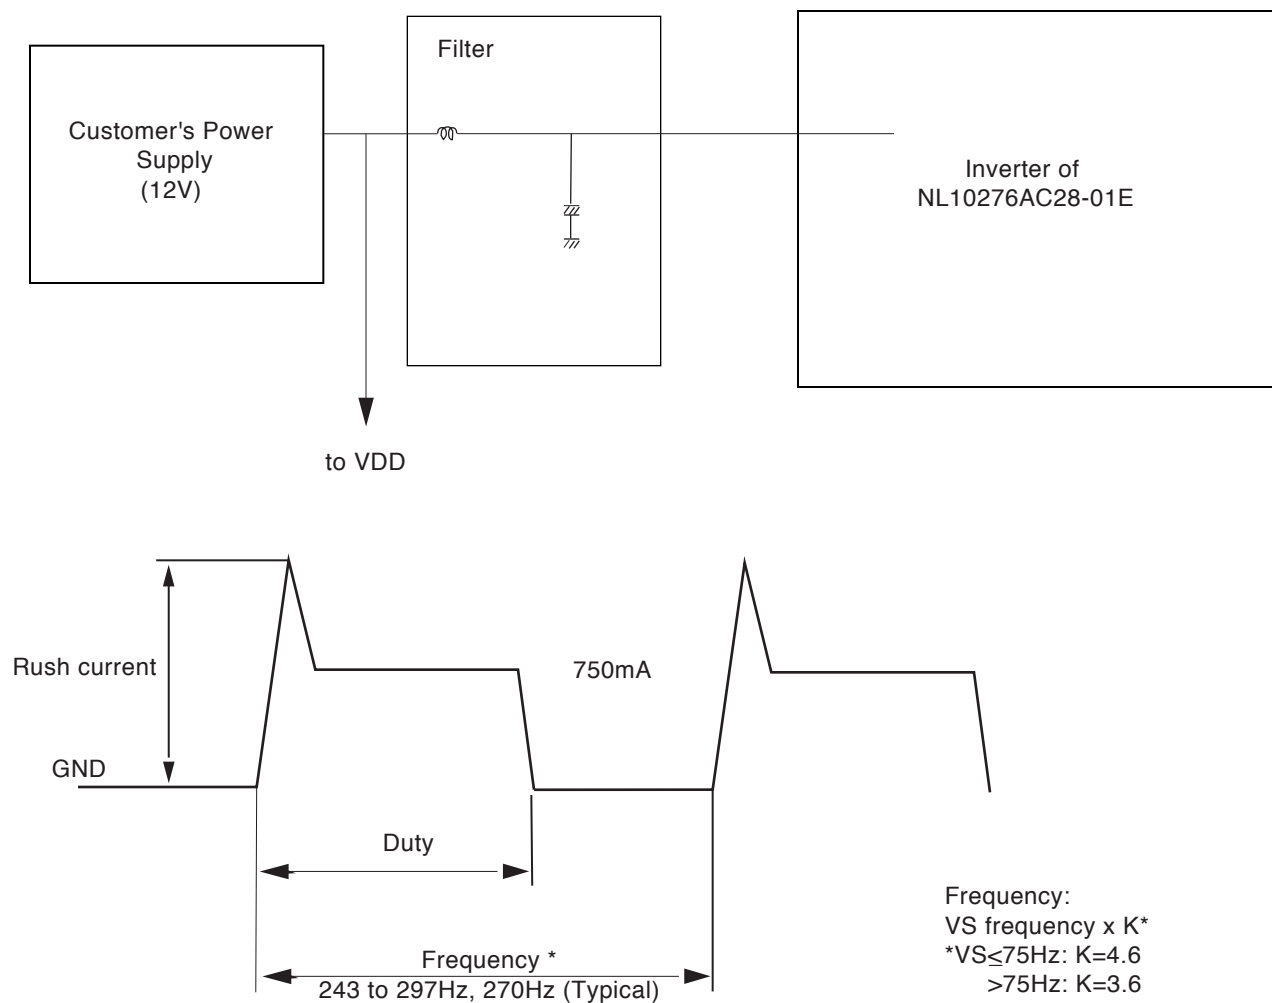 Filter
Customer's Power
Supply
(12V)
Inverter of
NL10276AC28-01E
to VDD
Rush current
750mA
GND
Duty
Frequency *
243 to 297Hz, 270Hz (Typical)
Frequency:
VS frequency x K*
*VS≤75Hz: K=4.6
>75Hz: K=3.6